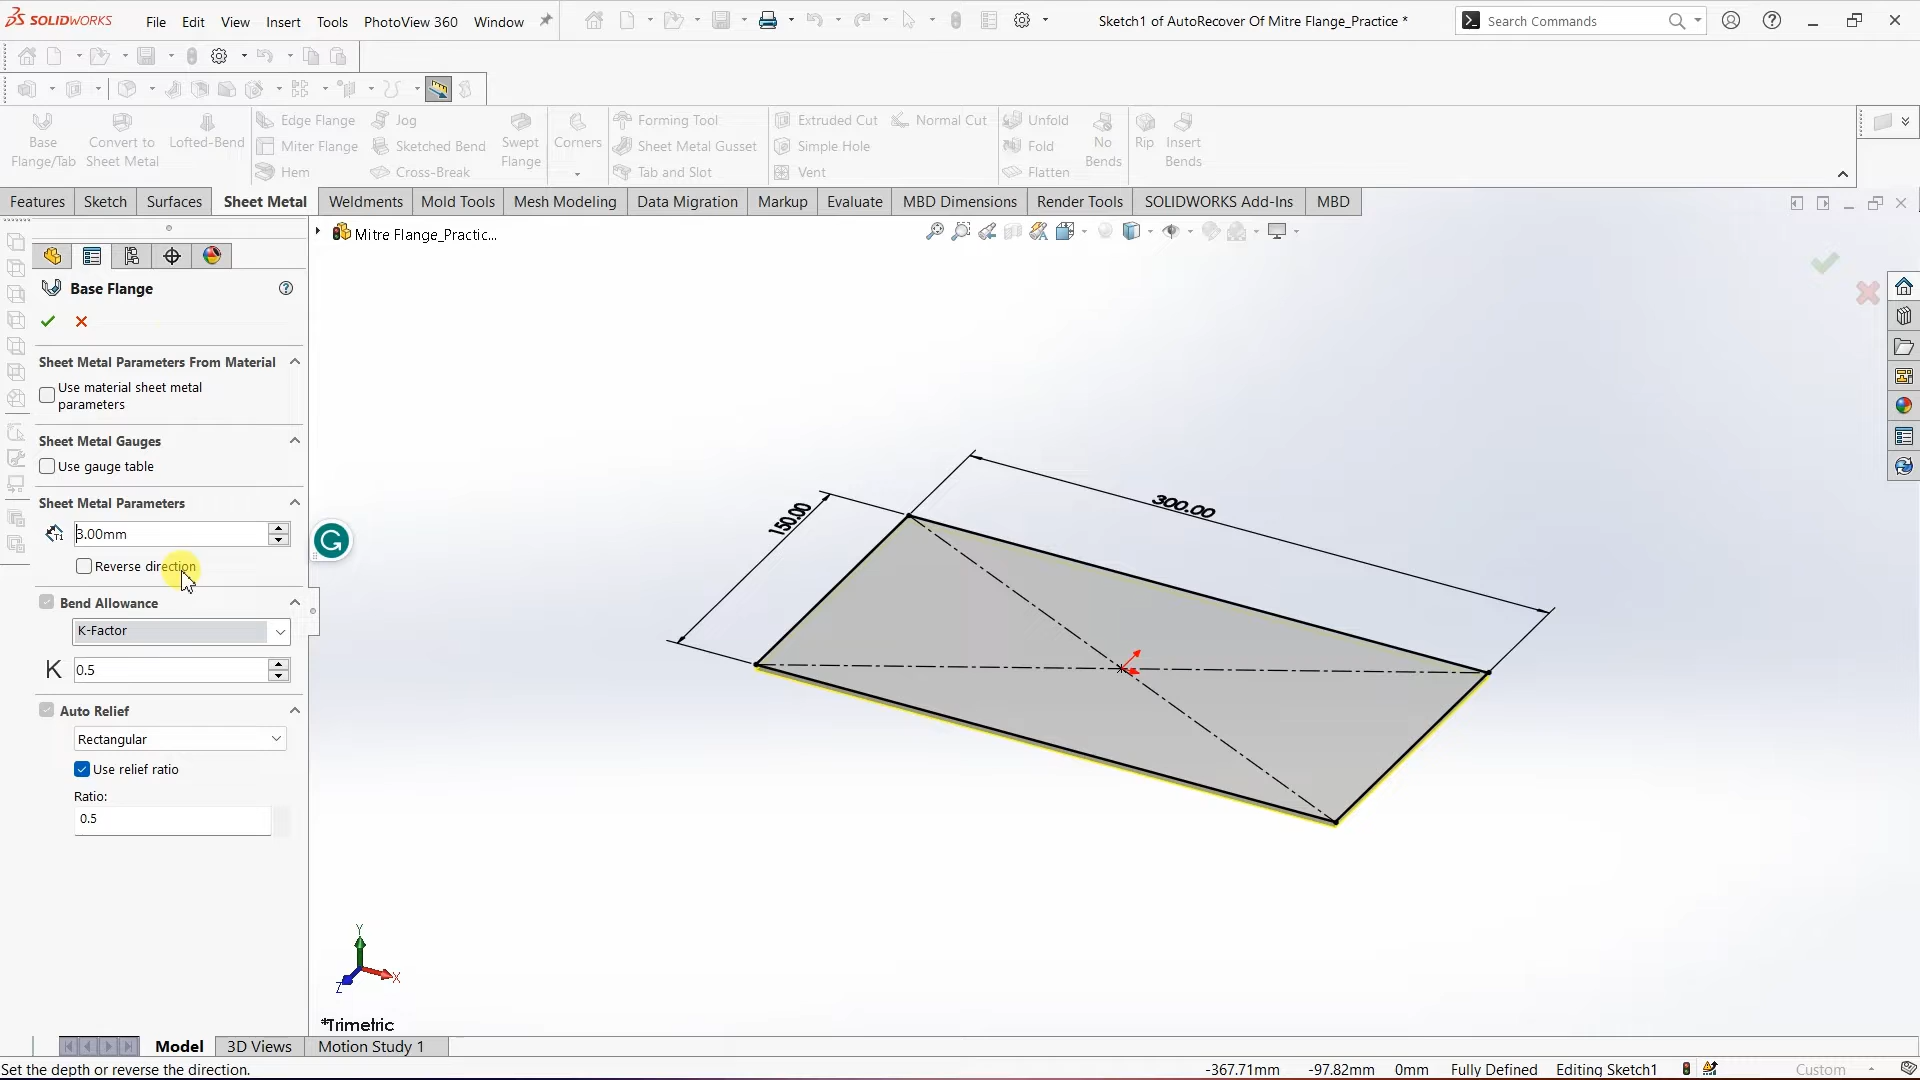 SOLIDWORKS
File
Edit
View
Insert
Tools
PhotoView 360
Window
Sketch1 of AutoRecover Of Mitre Flange_Practice *
Search Commands
Base Flange/Tab
Convert to Sheet Metal
Lofted-Bend
Edge Flange
Miter Flange
Hem
Jog
Sketched Bend
Cross-Break
Swept Flange
Corners
Forming Tool
Sheet Metal Gusset
Tab and Slot
Extruded Cut
Simple Hole
Vent
Normal Cut
Unfold
Fold
Flatten
No Bends
Rip
Insert Bends
Features
Sketch
Surfaces
Sheet Metal
Weldments
Mold Tools
Mesh Modeling
Data Migration
Markup
Evaluate
MBD Dimensions
Render Tools
SOLIDWORKS Add-Ins
MBD
Mitre Flange_Practic...
Base Flange
Sheet Metal Parameters From Material
Use material sheet metal
parameters
Sheet Metal Gauges
Use gauge table
Sheet Metal Parameters
T1
3.00mm
Reverse direction
Bend Allowance
K-Factor
K
0.5
Auto Relief
Rectangular
Use relief ratio
Ratio:
0.5
150.00
300.00
Y
X
Z
*Trimetric
Model
3D Views
Motion Study 1
Set the depth or reverse the direction.
-367.71mm
-97.82mm
0mm
Fully Defined
Editing Sketch1
Custom